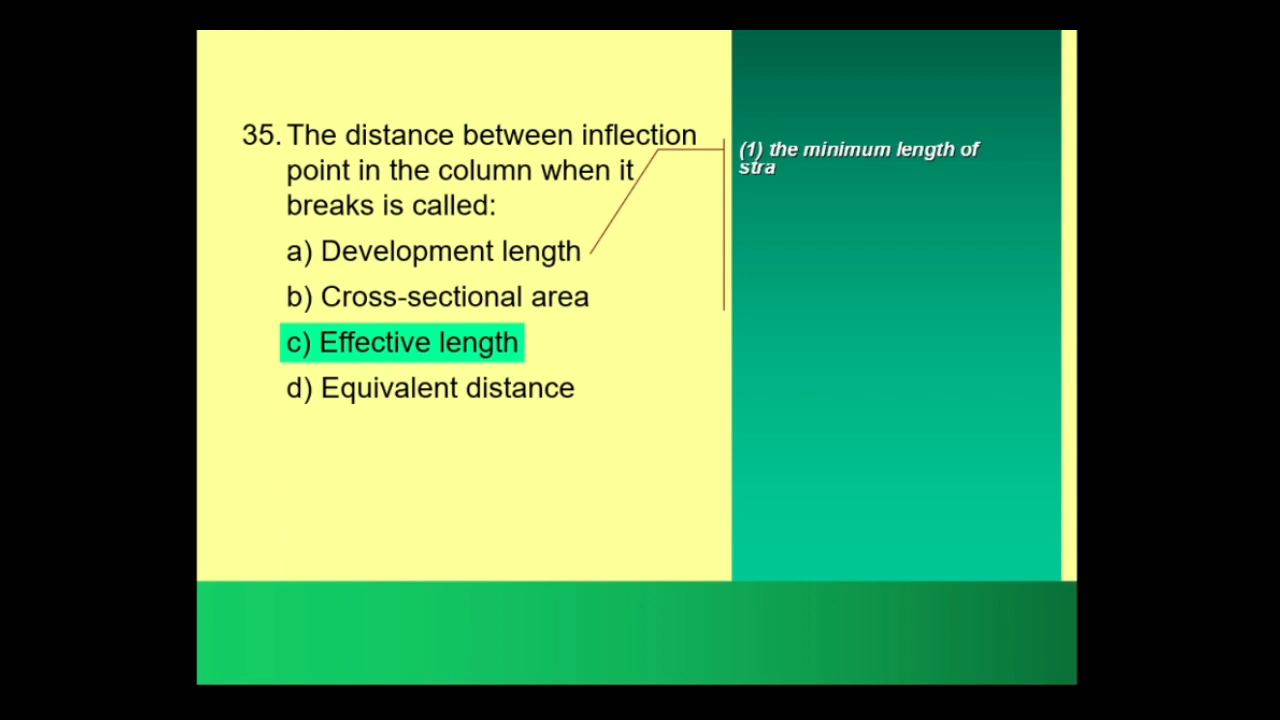 35. The distance between inflection
point in the column when it
breaks is called:
a) Development length
b) Cross-sectional area
c) Effective length
d) Equivalent distance
(1) the minimum length of
stra